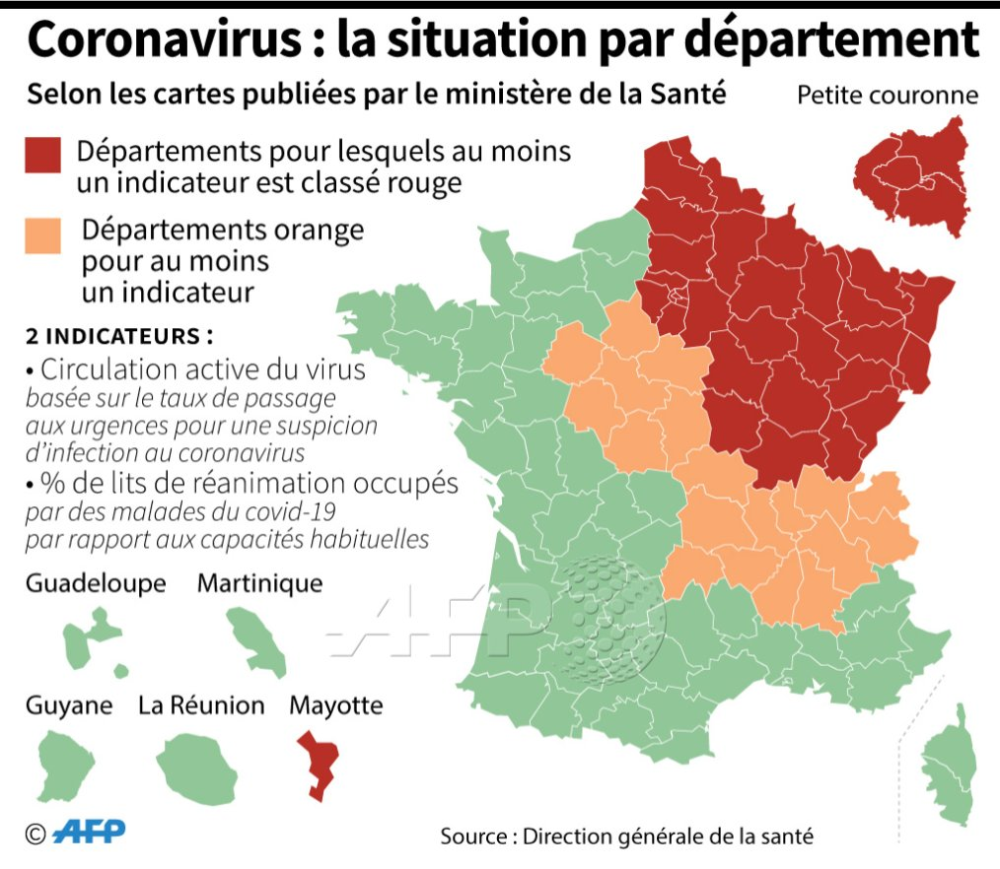 Coronavirus : la situation par département
Selon les cartes publiées par le ministère de la Santé
Petite couronne
Départements pour lesquels au moins
un indicateur est classé rouge
Départements orange
pour au moins
un indicateur
2 INDICATEURS :
• Circulation active du virus
basée sur le taux de passage
aux urgences pour une suspicion
d'infection au coronavirus
• % de lits de réanimation occupés
par des malades du covid-19
par rapport aux capacités habituelles
Guadeloupe
Martinique
AFP
Guyane
La Réunion
Mayotte
© AFP
Source : Direction générale de la santé